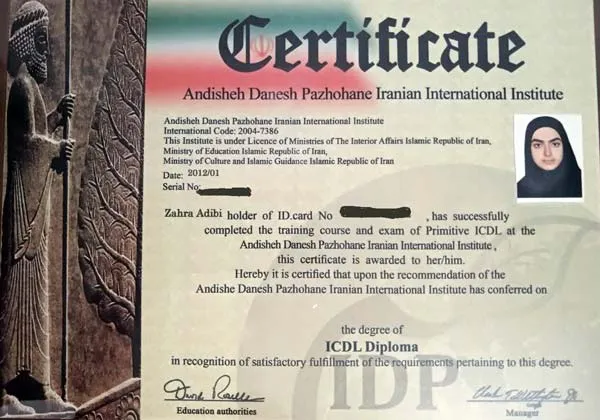 Certificate
Andisheh Danesh Pazhohane Iranian International Institute
Andisheh Danesh Pazhohane Iranian International Institute
International Code: 2004-7386
This Institute is under Licence of Ministries of The Interior Affairs Islamic Republic of Iran,
Ministry of Education Islamic Republic of Iran,
Ministry of Culture and Islamic Guidance Islamic Republic of Iran
Date: 2012/01
Serial No:
Zahra Adibi holder of ID.card No , has successfully
completed the training course and exam of Primitive ICDL at the
Andisheh Danesh Pazhohane Iranian International Institute ,
this certificate is awarded to her/him.
Hereby it is certified that upon the recommendation of the
Andishe Danesh Pazhohane Iranian International Institute has conferred on
the degree of
ICDL Diploma
in recognition of satisfactory fulfillment of the requirements pertaining to this degree.
IDP
Education authorities
Manager